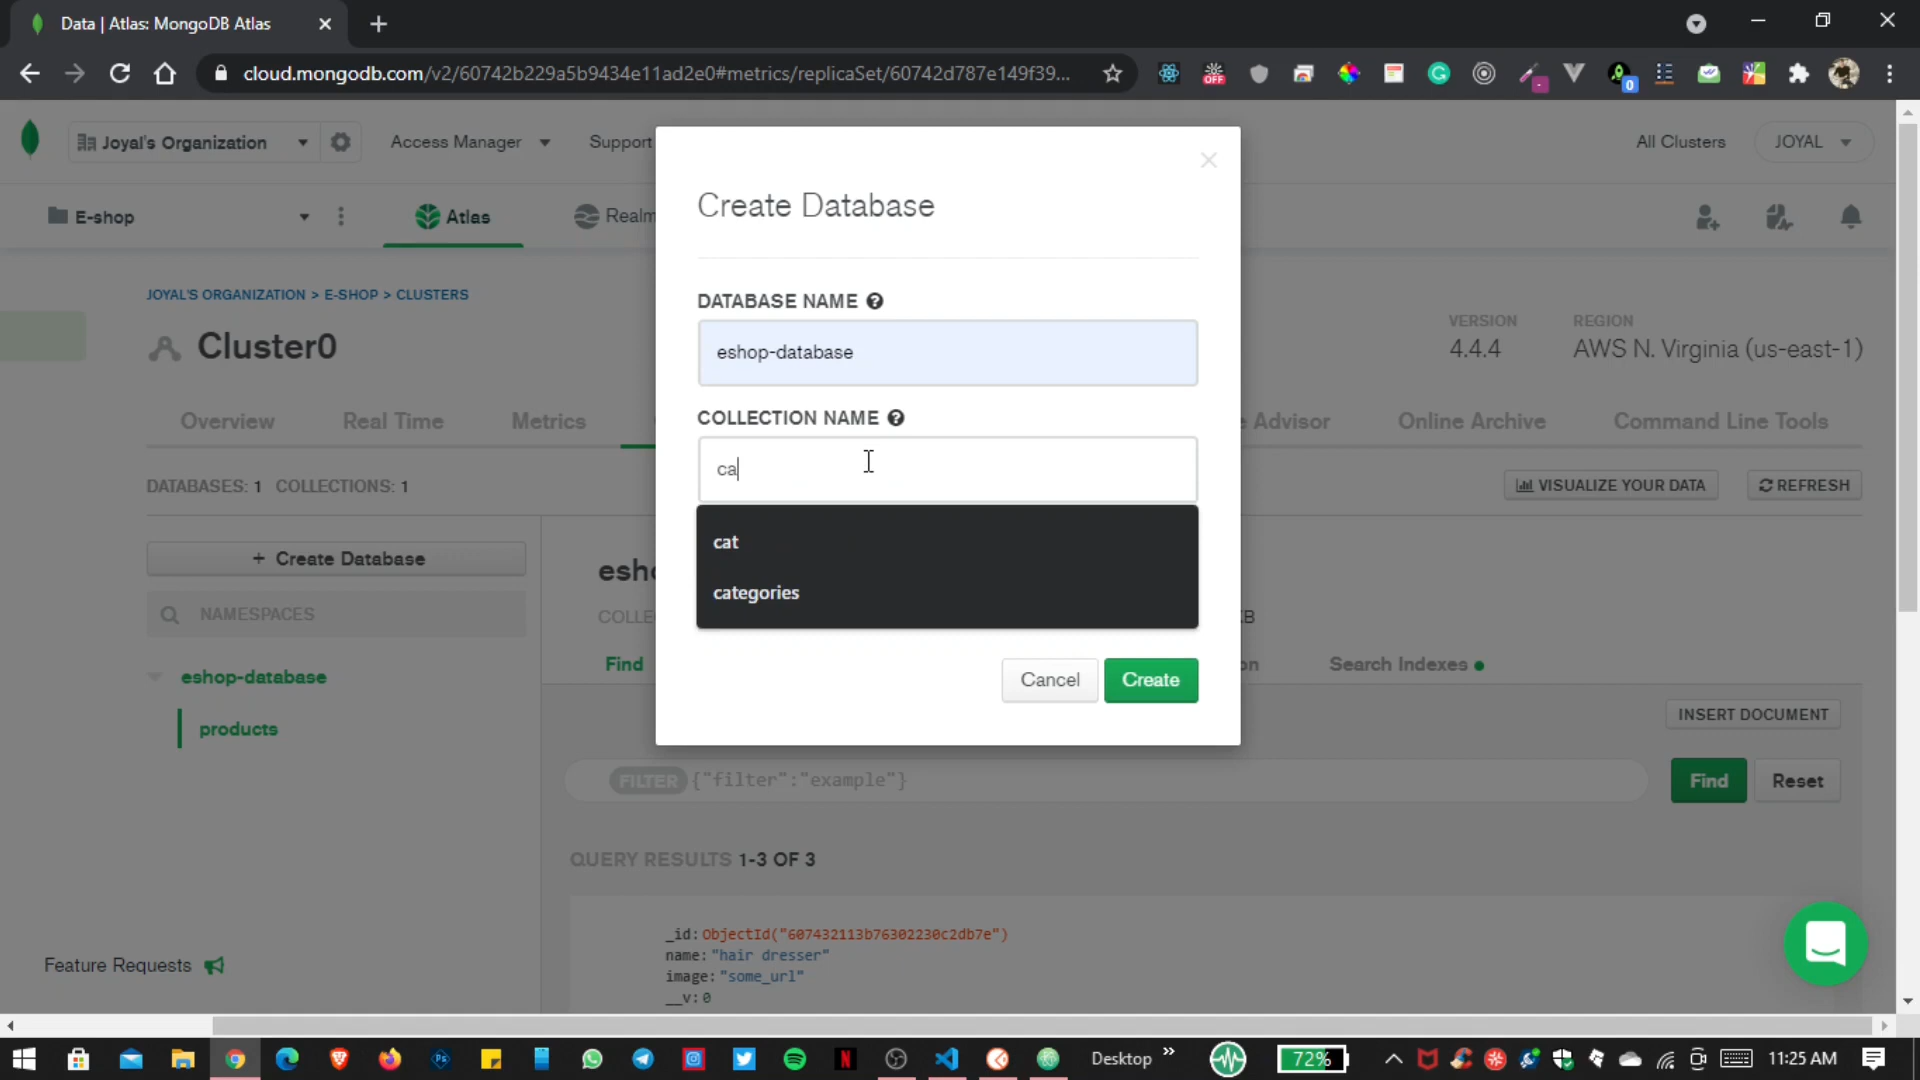 Data | Atlas: MongoDB Atlas
cloud.mongodb.com/v2/60742b229a5b9434e11ad2e0#metrics/replicaSet/60742d787e149f39...
OFF
0
Joyal's Organization
Access Manager
Support
All Clusters
JOYAL
E-shop
Atlas
Realm
JOYAL'S ORGANIZATION > E-SHOP > CLUSTERS
Cluster0
VERSION
4.4.4
REGION
AWS N. Virginia (us-east-1)
Overview
Real Time
Metrics
Advisor
Online Archive
Command Line Tools
DATABASES: 1 COLLECTIONS: 1
VISUALIZE YOUR DATA
REFRESH
+ Create Database
NAMESPACES
eshop-database
products
Create Database
DATABASE NAME
eshop-database
COLLECTION NAME
ca
cat
categories
Cancel
Create
Find
Search Indexes
INSERT DOCUMENT
FILTER {"filter":"example"}
Find
Reset
QUERY RESULTS 1-3 OF 3
_id: ObjectId("607432113b76302230c2db7e")
name: "hair dresser"
image: "some_url"
__v: 0
Feature Requests
Desktop
72%
11:25 AM